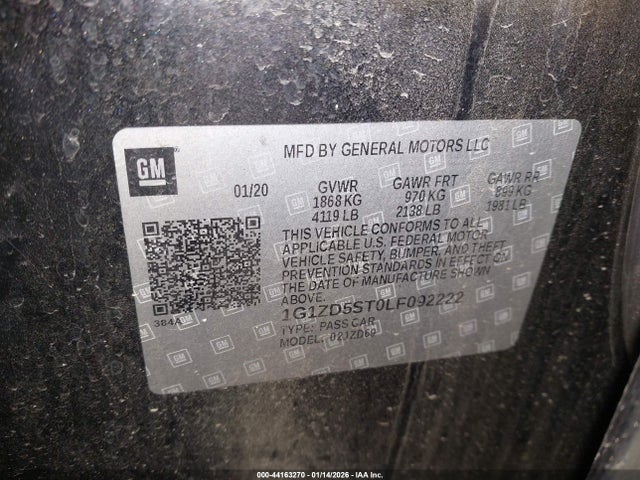 GM
MFD BY GENERAL MOTORS LLC
01/20 GVWR GAWR FRT GAWR RR
1868 KG 970 KG 899 KG
4119 LB 2138 LB 1981 LB
THIS VEHICLE CONFORMS TO ALL
APPLICABLE U.S. FEDERAL MOTOR
VEHICLE SAFETY, BUMPER, AND THEFT
PREVENTION STANDARDS IN EFFECT ON
THE DATE OF MANUFACTURE SHOWN
ABOVE.
384A
1G1ZD5ST0LF092222
TYPE: PASS CAR
MODEL:
000-44163270 - 01/14/2026 - IAA Inc.